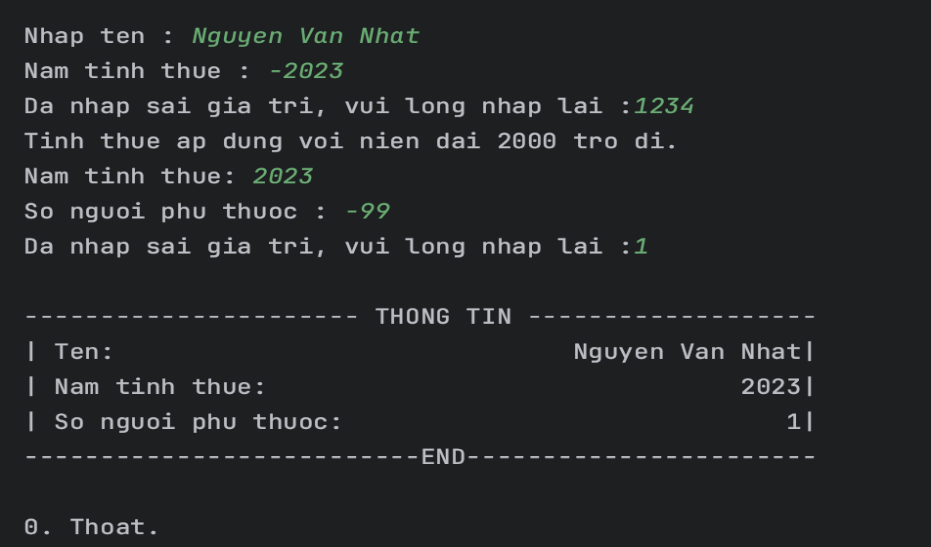 Nhap ten : Nguyen Van Nhat
Nam tinh thue : -2023
Da nhap sai gia tri, vui long nhap lai :1234
Tinh thue ap dung voi nien dai 2000 tro di.
Nam tinh thue: 2023
So nguoi phu thuoc : -99
Da nhap sai gia tri, vui long nhap lai :1
---------------------- THONG TIN -------------------
| Ten:                              Nguyen Van Nhat|
| Nam tinh thue:                               2023|
| So nguoi phu thuoc:                             1|
--------------------------END-----------------------
0. Thoat.